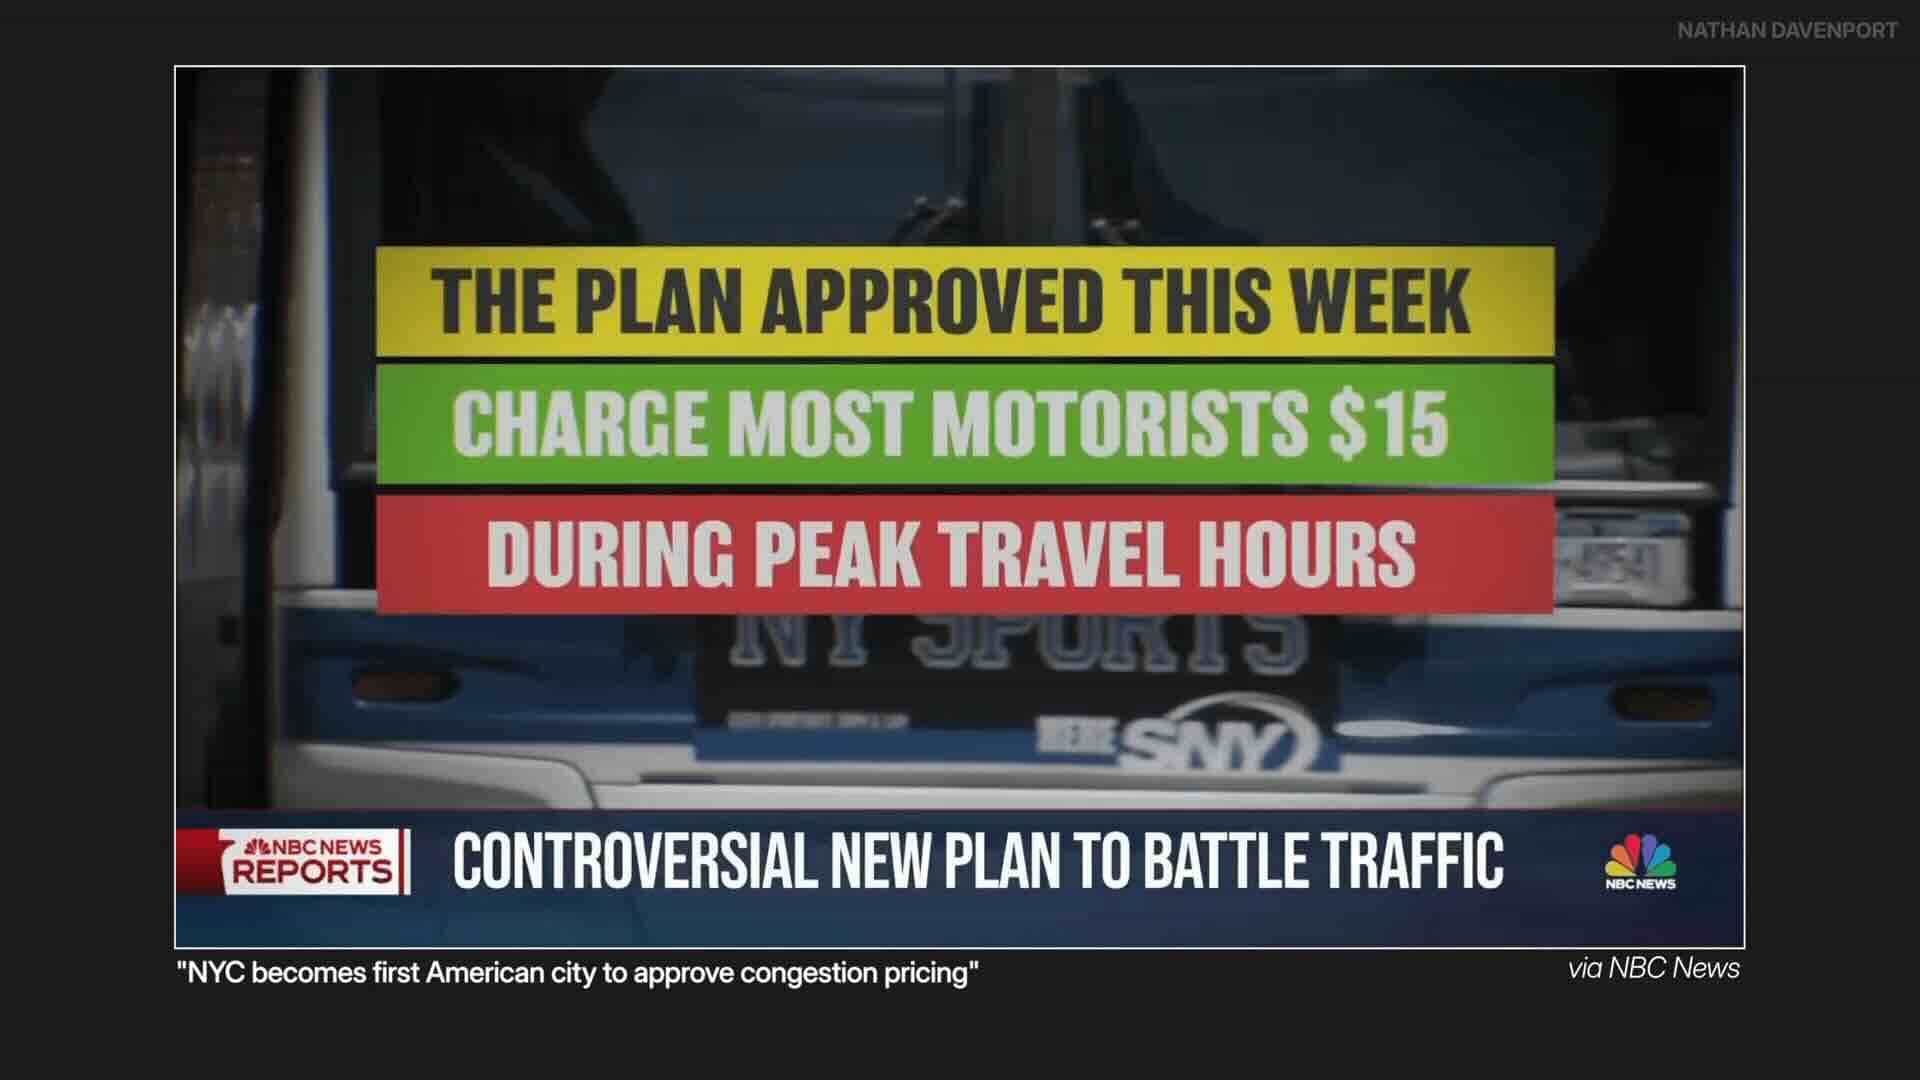 NATHAN DAVENPORT
THE PLAN APPROVED THIS WEEK
CHARGE MOST MOTORISTS $15
DURING PEAK TRAVEL HOURS
NY SPORTS
HERE SNY
NBC NEWS
REPORTS
CONTROVERSIAL NEW PLAN TO BATTLE TRAFFIC
NBC NEWS
"NYC becomes first American city to approve congestion pricing"
via NBC News